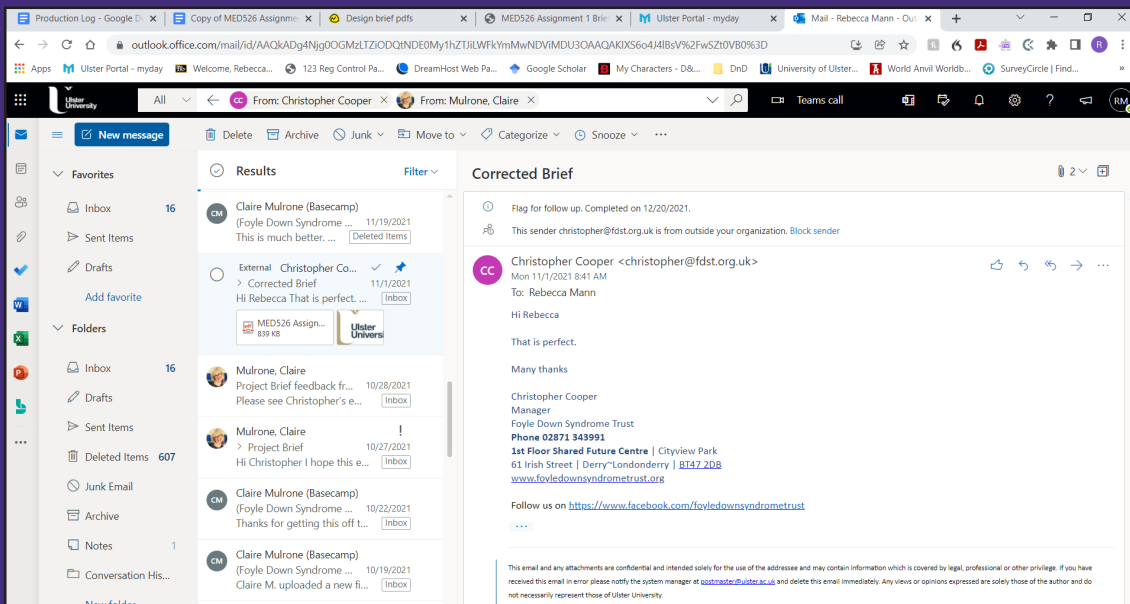 Production Log - Google D
Copy of MED526 Assignme
Design brief pdfs
MED526 Assignment 1 Brie
Ulster Portal - myday
Mail - Rebecca Mann - Out
outlook.office.com/mail/id/AAQkADg4Njg0OGMzLTZiODQtNDE0My1hZTJiLWFkYmMwNDViMDU3OAAQAKIXS6o4J4lBsV%2FwSZt0VB0%3D
Apps
Ulster Portal - myday
Welcome, Rebecca...
123 Reg Control Pa...
DreamHost Web Pa...
Google Scholar
My Characters - D&...
DnD
University of Ulster...
World Anvil Worldb...
SurveyCircle | Find...
Ulster
University
All
CC From: Christopher Cooper
From: Mulrone, Claire
Teams call
RM
New message
Delete
Archive
Junk
Move to
Categorize
Snooze
Favorites
Inbox 16
Sent Items
Drafts
Add favorite
Folders
Inbox 16
Drafts
Sent Items
Deleted Items 607
Junk Email
Archive
Notes 1
Conversation His...
New folder
Results
Filter
CM
Claire Mulrone (Basecamp)
(Foyle Down Syndrome ... 11/19/2021
This is much better. ... Deleted Items
External Christopher Co...
> Corrected Brief 11/1/2021
Hi Rebecca That is perfect. ... Inbox
MED526 Assign...
839 KB
Ulster
Universi
Mulrone, Claire
Project Brief feedback fr... 10/28/2021
Please see Christopher's e... Inbox
Mulrone, Claire !
> Project Brief 10/27/2021
Hi Christopher I hope this e... Inbox
CM
Claire Mulrone (Basecamp)
(Foyle Down Syndrome ... 10/22/2021
Thanks for getting this off t... Inbox
CM
Claire Mulrone (Basecamp)
(Foyle Down Syndrome ... 10/19/2021
Claire M. uploaded a new fi... Inbox
Corrected Brief
2
Flag for follow up. Completed on 12/20/2021.
This sender christopher@fdst.org.uk is from outside your organization. Block sender
CC
Christopher Cooper <christopher@fdst.org.uk>
Mon 11/1/2021 8:41 AM
To: Rebecca Mann
Hi Rebecca
That is perfect.
Many thanks
Christopher Cooper
Manager
Foyle Down Syndrome Trust
Phone 02871 343991
1st Floor Shared Future Centre | Cityview Park
61 Irish Street | Derry~Londonderry | BT47 2DB
www.foyledownsyndrometrust.org
Follow us on https://www.facebook.com/foyledownsyndrometrust
...
This email and any attachments are confidential and intended solely for the use of the addressee and may contain information which is covered by legal, professional or other privilege. If you have
received this email in error please notify the system manager at postmaster@ulster.ac.uk and delete this email immediately. Any views or opinions expressed are solely those of the author and do
not necessarily represent those of Ulster University.